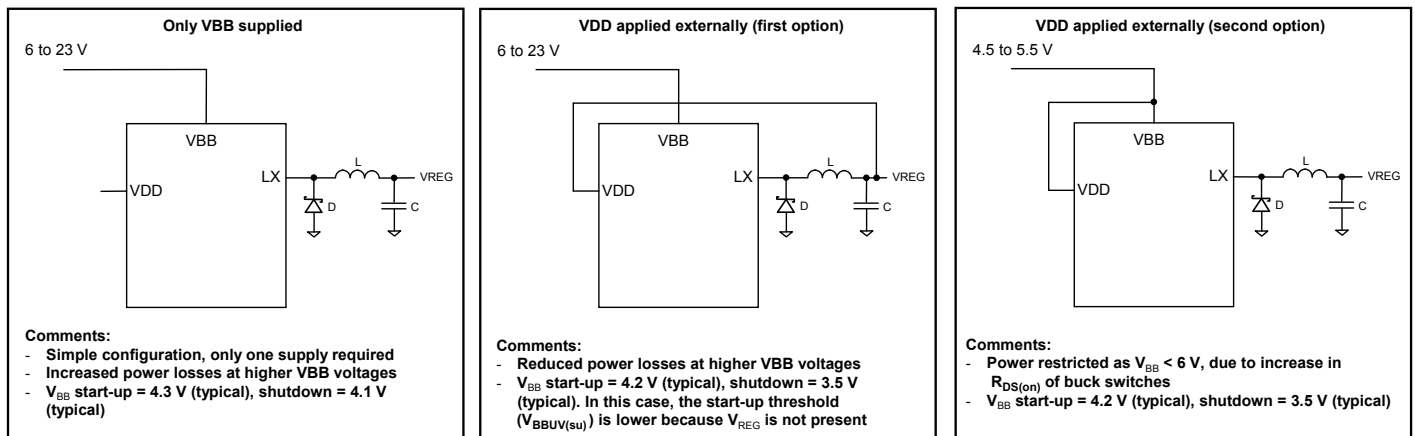 Only VBB supplied
6 to 23 V
VBB
VDD
LX
L
VREG
D
C
Comments:
- Simple configuration, only one supply required
- Increased power losses at higher VBB voltages
- VBB start-up = 4.3 V (typical), shutdown = 4.1 V
(typical)
VDD applied externally (first option)
6 to 23 V
VBB
VDD
LX
L
VREG
D
C
Comments:
- Reduced power losses at higher VBB voltages
- VBB start-up = 4.2 V (typical), shutdown = 3.5 V
(typical). In this case, the start-up threshold
(VBBUV(su)) is lower because VREG is not present
VDD applied externally (second option)
4.5 to 5.5 V
VBB
VDD
LX
L
VREG
D
C
Comments:
- Power restricted as VBB < 6 V, due to increase in
RDS(on) of buck switches
- VBB start-up = 4.2 V (typical), shutdown = 3.5 V (typical)